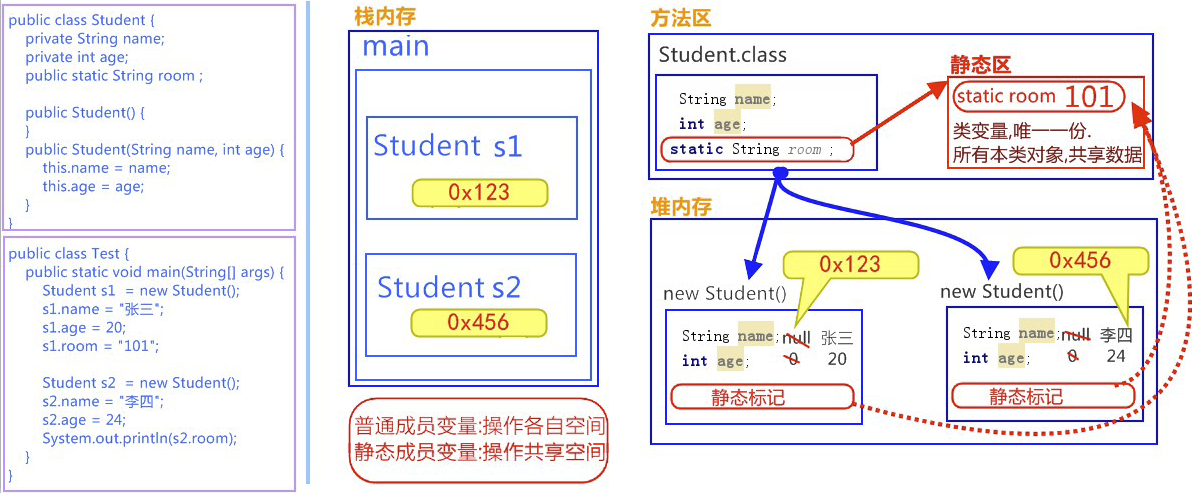 public class Student {
private String name;
private int age;
public static String room ;
public Student() {
}
public Student(String name, int age) {
this.name = name;
this.age = age;
}
}
public class Test {
public static void main(String[] args) {
Student s1 = new Student();
s1.name = "张三";
s1.age = 20;
s1.room = "101";
Student s2 = new Student();
s2.name = "李四";
s2.age = 24;
System.out.println(s2.room);
}
}
栈内存
main
Student s1
0x123
Student s2
0x456
普通成员变量:操作各自空间
静态成员变量:操作共享空间
方法区
Student.class
String name;
int age;
static String room ;
静态区
static room 101
类变量,唯一一份.
所有本类对象,共享数据
堆内存
0x123
new Student()
String name; null 张三
int age; 0 20
静态标记
0x456
new Student()
String name; null 李四
int age; 0 24
静态标记